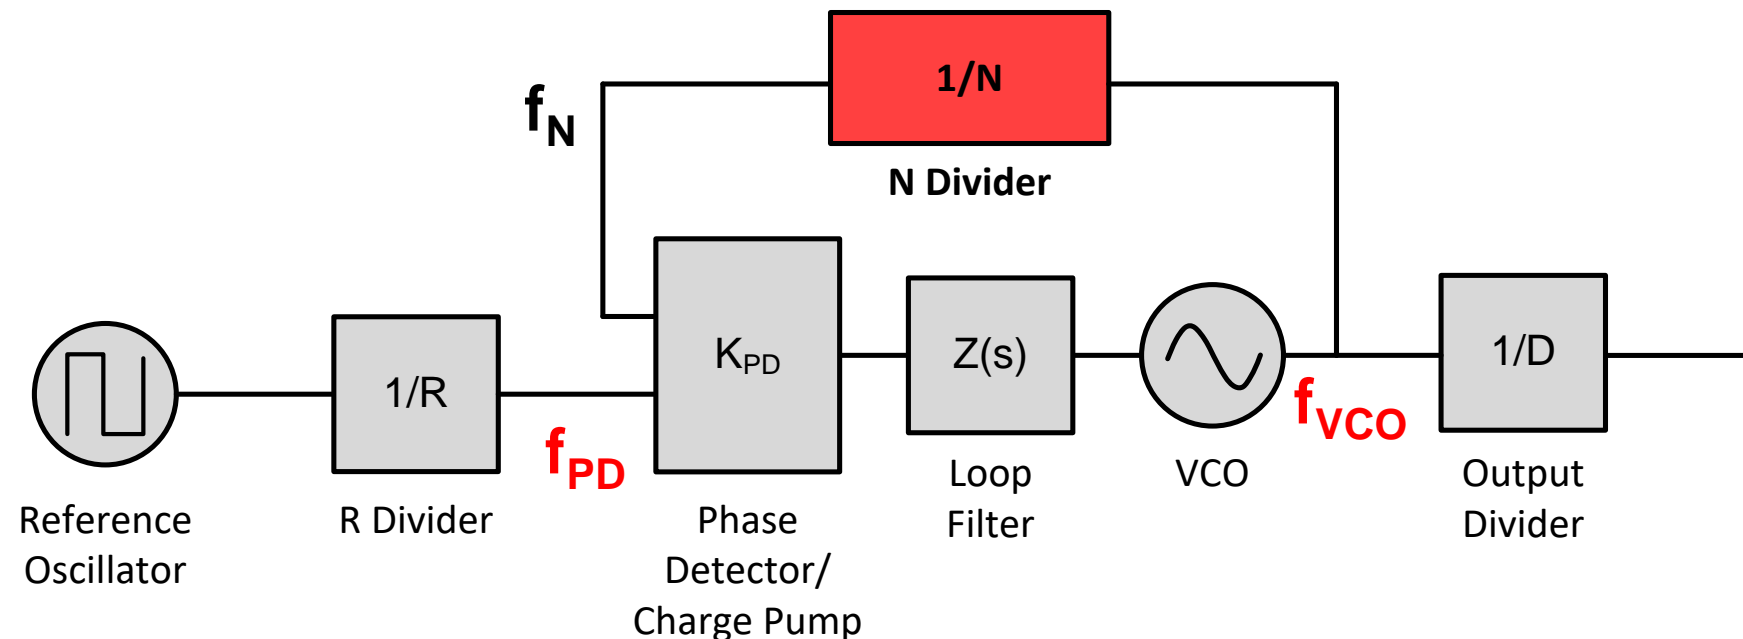 1/N
f_N
N Divider
K_PD
Z(s)
1/D
1/R
f_VCO
f_PD
Loop
Filter
VCO
Output
Divider
Reference
Oscillator
R Divider
Phase
Detector/
Charge Pump